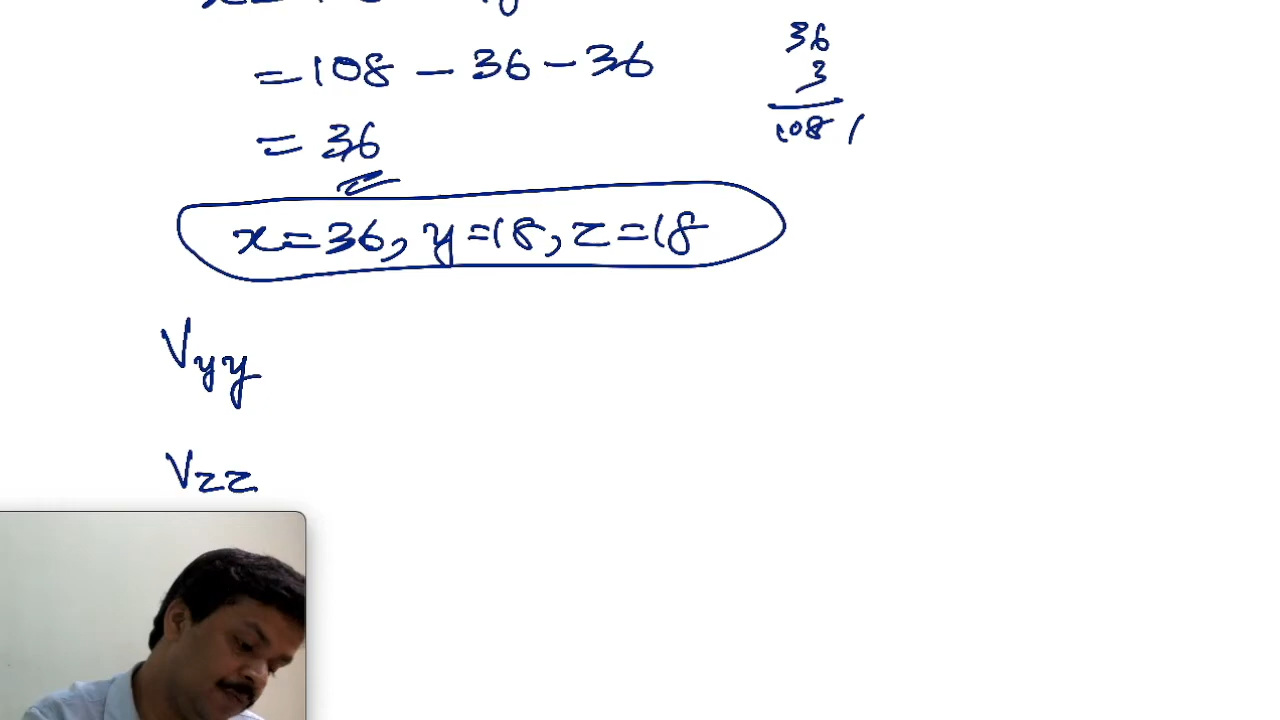 = 108 - 36 - 36
= 36
x = 36, y = 18, z = 18
Vyy
Vzz
36
3
108